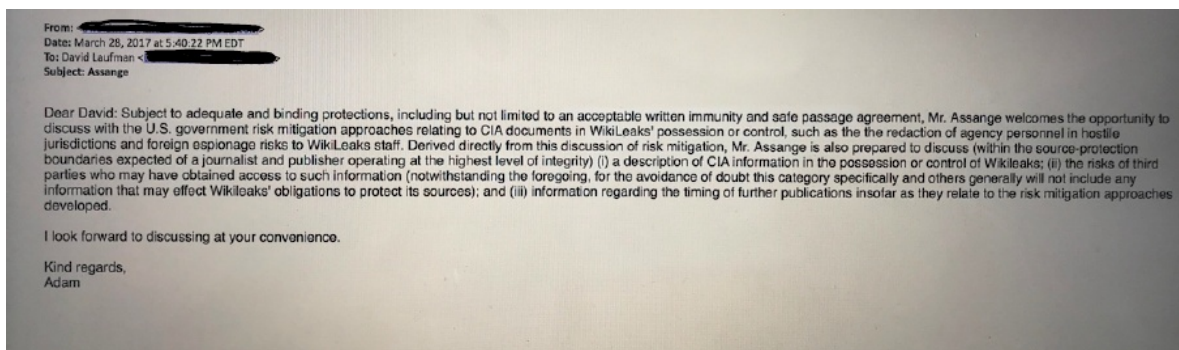 From:
Date: March 28, 2017 at 5:40:22 PM EDT
To: David Laufman <
Subject: Assange
Dear David: Subject to adequate and binding protections, including but not limited to an acceptable written immunity and safe passage agreement, Mr. Assange welcomes the opportunity to
discuss with the U.S. government risk mitigation approaches relating to CIA documents in WikiLeaks' possession or control, such as the the redaction of agency personnel in hostile
jurisdictions and foreign espionage risks to WikiLeaks staff. Derived directly from this discussion of risk mitigation, Mr. Assange is also prepared to discuss (within the source-protection
boundaries expected of a journalist and publisher operating at the highest level of integrity) (i) a description of CIA information in the possession or control of Wikileaks; (ii) the risks of third
parties who may have obtained access to such information (notwithstanding the foregoing, for the avoidance of doubt this category specifically and others generally will not include any
information that may effect Wikileaks' obligations to protect its sources); and (iii) information regarding the timing of further publications insofar as they relate to the risk mitigation approaches
developed.
I look forward to discussing at your convenience.
Kind regards,
Adam